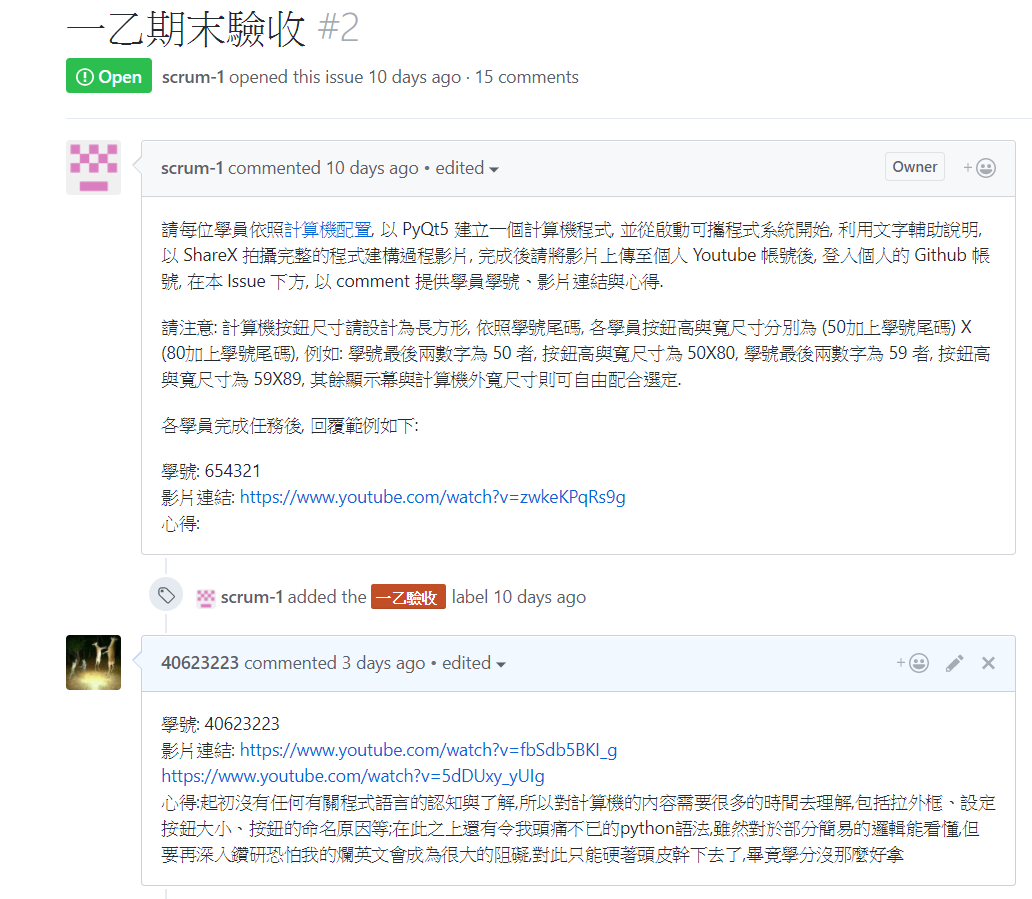 一乙期末驗收 #2
Open scrum-1 opened this issue 10 days ago · 15 comments
scrum-1 commented 10 days ago • edited Owner
請每位學員依照計算機配置, 以 PyQt5 建立一個計算機程式, 並從啟動可攜程式系統開始, 利用文字輔助說明,
以 ShareX 拍攝完整的程式建構過程影片, 完成後請將影片上傳至個人 Youtube 帳號後, 登入個人的 Github 帳
號, 在本 Issue 下方, 以 comment 提供學員學號、影片連結與心得.
請注意: 計算機按鈕尺寸請設計為長方形, 依照學號尾碼, 各學員按鈕高與寬尺寸分別為 (50加上學號尾碼) X
(80加上學號尾碼), 例如: 學號最後兩數字為 50 者, 按鈕高與寬尺寸為 50X80, 學號最後兩數字為 59 者, 按鈕高
與寬尺寸為 59X89, 其餘顯示幕與計算機外寬尺寸則可自由配合選定.
各學員完成任務後, 回覆範例如下:
學號: 654321
影片連結: https://www.youtube.com/watch?v=zwkeKPqRs9g
心得:
scrum-1 added the 一乙驗收 label 10 days ago
40623223 commented 3 days ago • edited
學號: 40623223
影片連結: https://www.youtube.com/watch?v=fbSdb5BKI_g
https://www.youtube.com/watch?v=5dDUxy_yUIg
心得:起初沒有任何有關程式語言的認知與了解,所以對計算機的內容需要很多的時間去理解,包括拉外框、設定
按鈕大小、按鈕的命名原因等;在此之上還有令我頭痛不已的python語法,雖然對於部分簡易的邏輯能看懂,但
要再深入鑽研恐怕我的爛英文會成為很大的阻礙,對此只能硬著頭皮幹下去了,畢竟學分沒那麼好拿